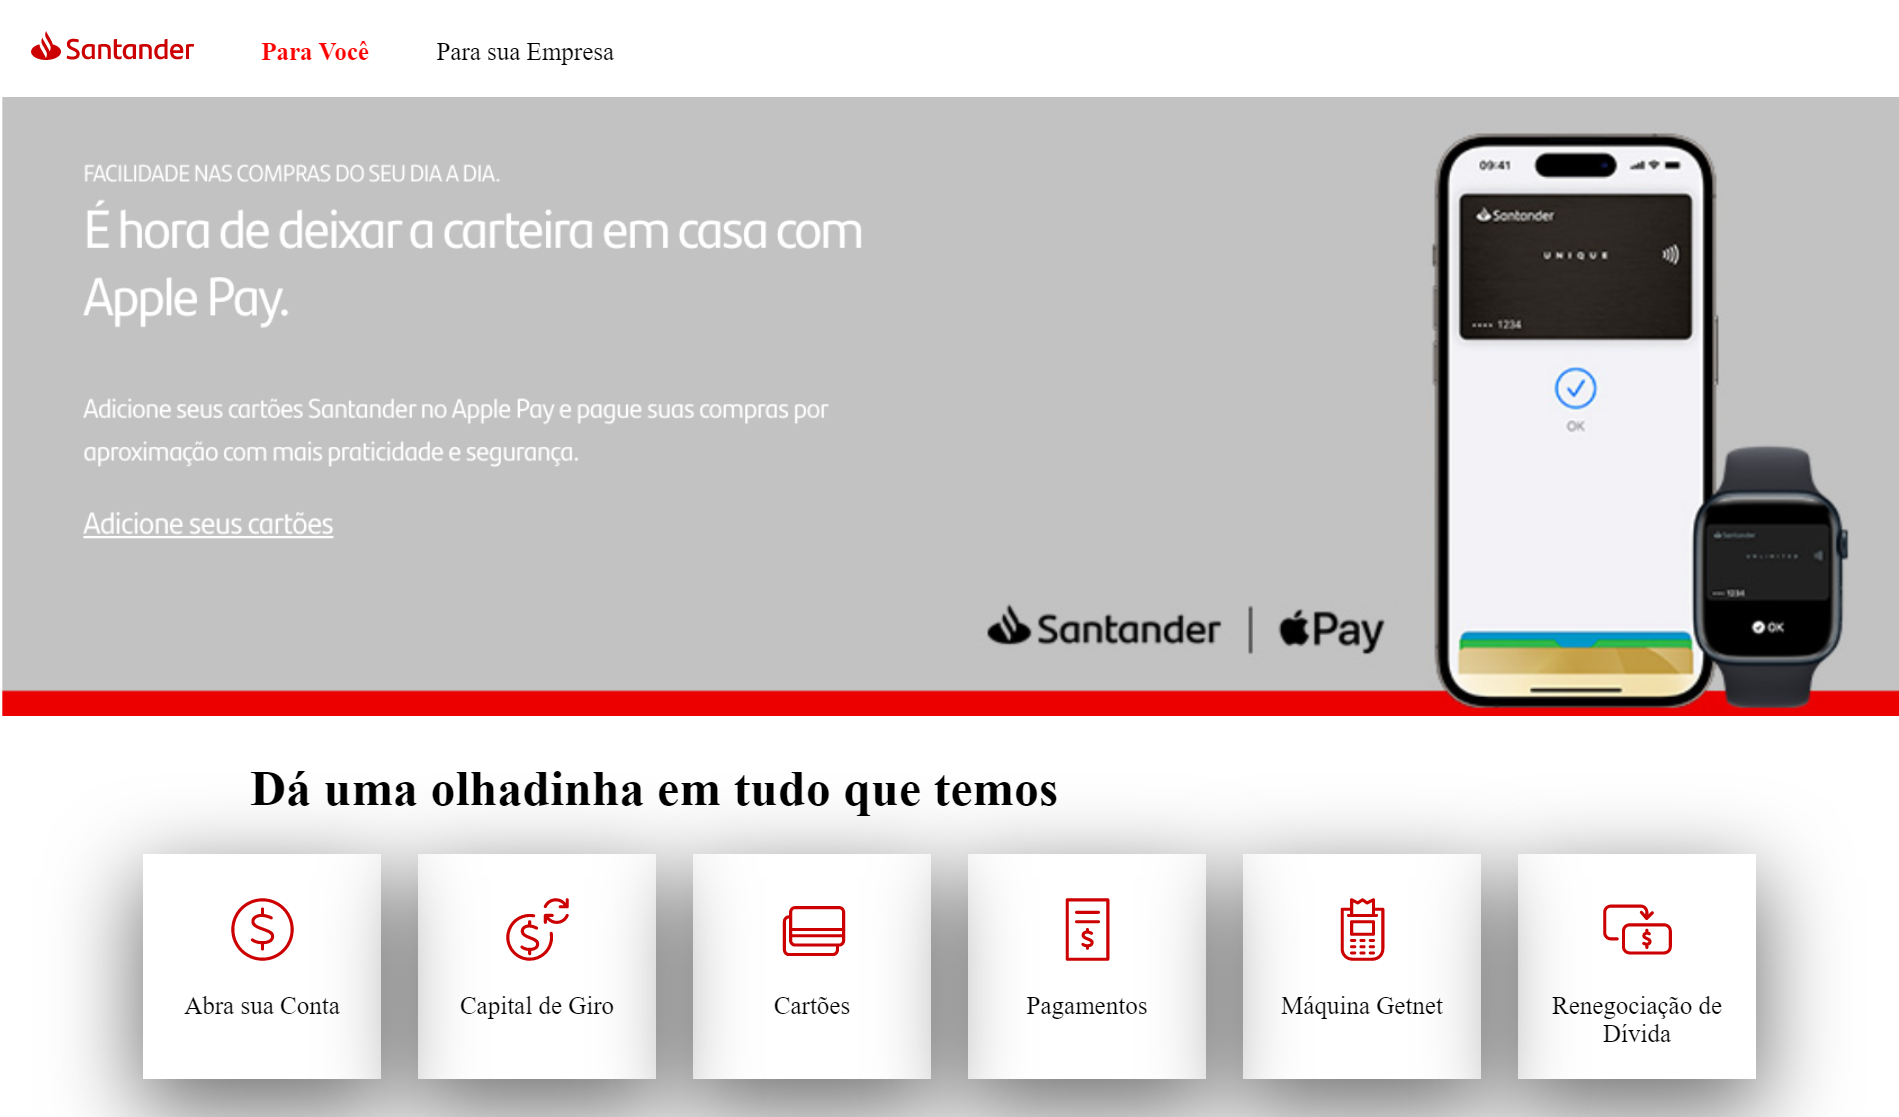 Santander
Para Você
Para sua Empresa
FACILIDADE NAS COMPRAS DO SEU DIA A DIA.
É hora de deixar a carteira em casa com
Apple Pay.
Adicione seus cartões Santander no Apple Pay e pague suas compras por
aproximação com mais praticidade e segurança.
Adicione seus cartões
Santander | Pay
09:41
Santander
UNIQUE
1234
OK
Santander
UNLIMITED
1234
OK
Dá uma olhadinha em tudo que temos
Abra sua Conta
Capital de Giro
Cartões
Pagamentos
Máquina Getnet
Renegociação de
Dívida